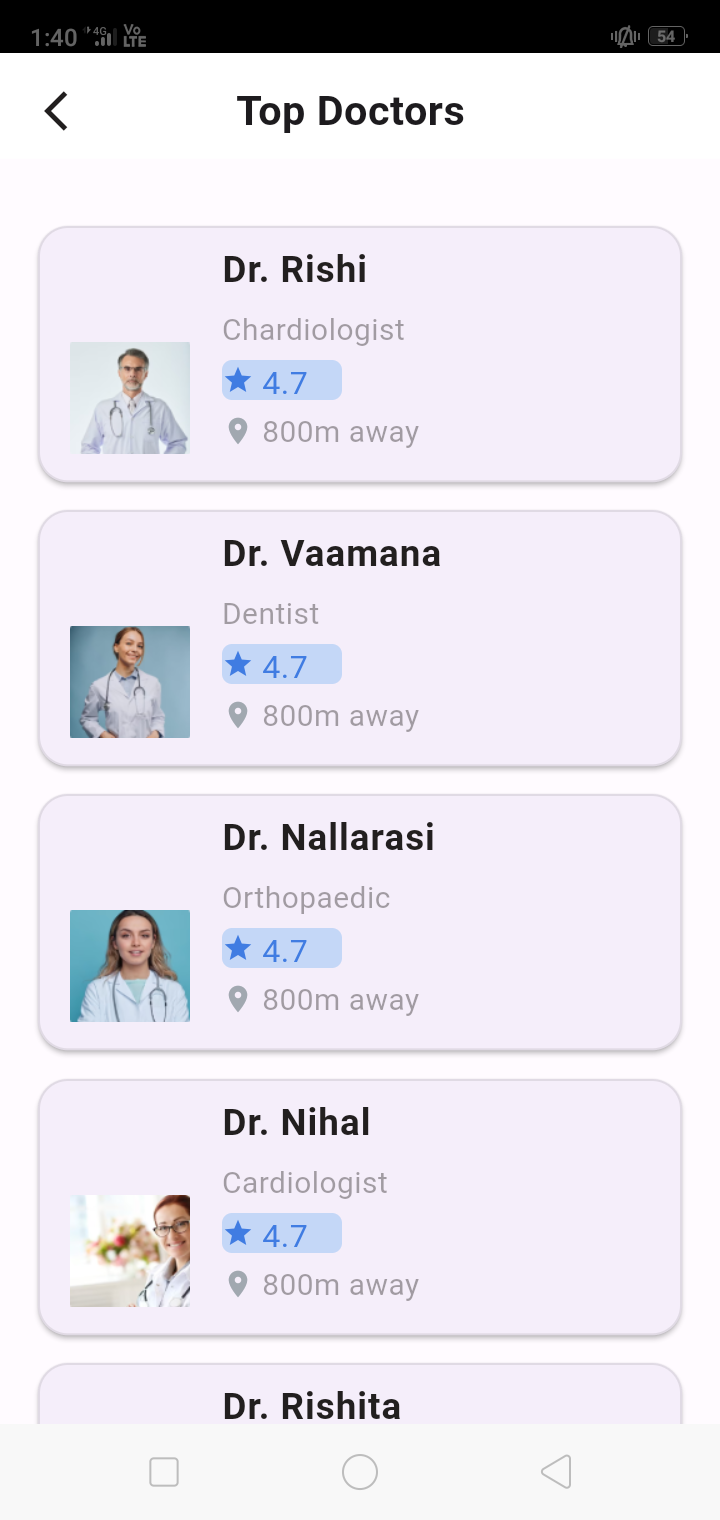 1:40 4G Vo LTE 54
Top Doctors
Dr. Rishi
Chardiologist
4.7
800m away
Dr. Vaamana
Dentist
4.7
800m away
Dr. Nallarasi
Orthopaedic
4.7
800m away
Dr. Nihal
Cardiologist
4.7
800m away
Dr. Rishita